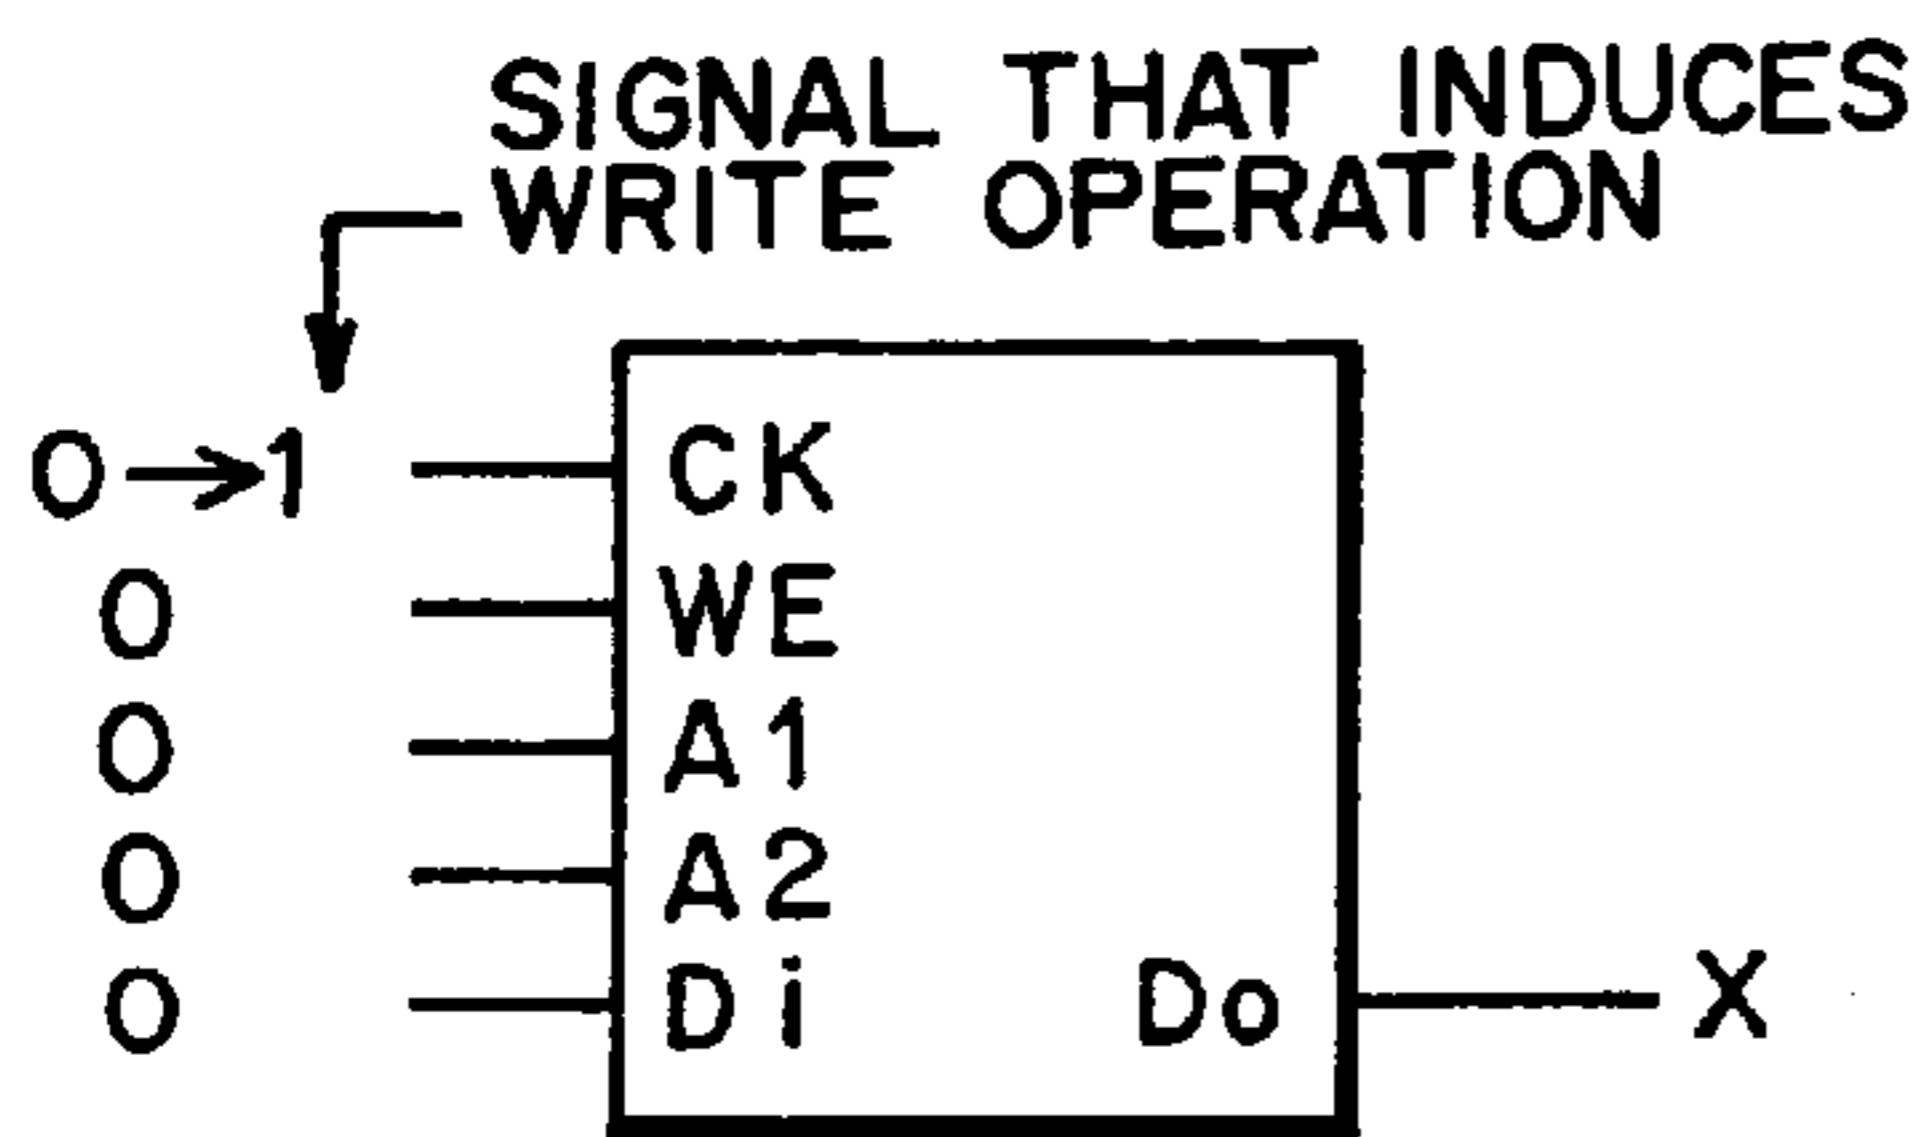 SIGNAL THAT INDUCES
WRITE OPERATION
0→1 CK
0 WE
0 A1
0 A2
0 Di Do X